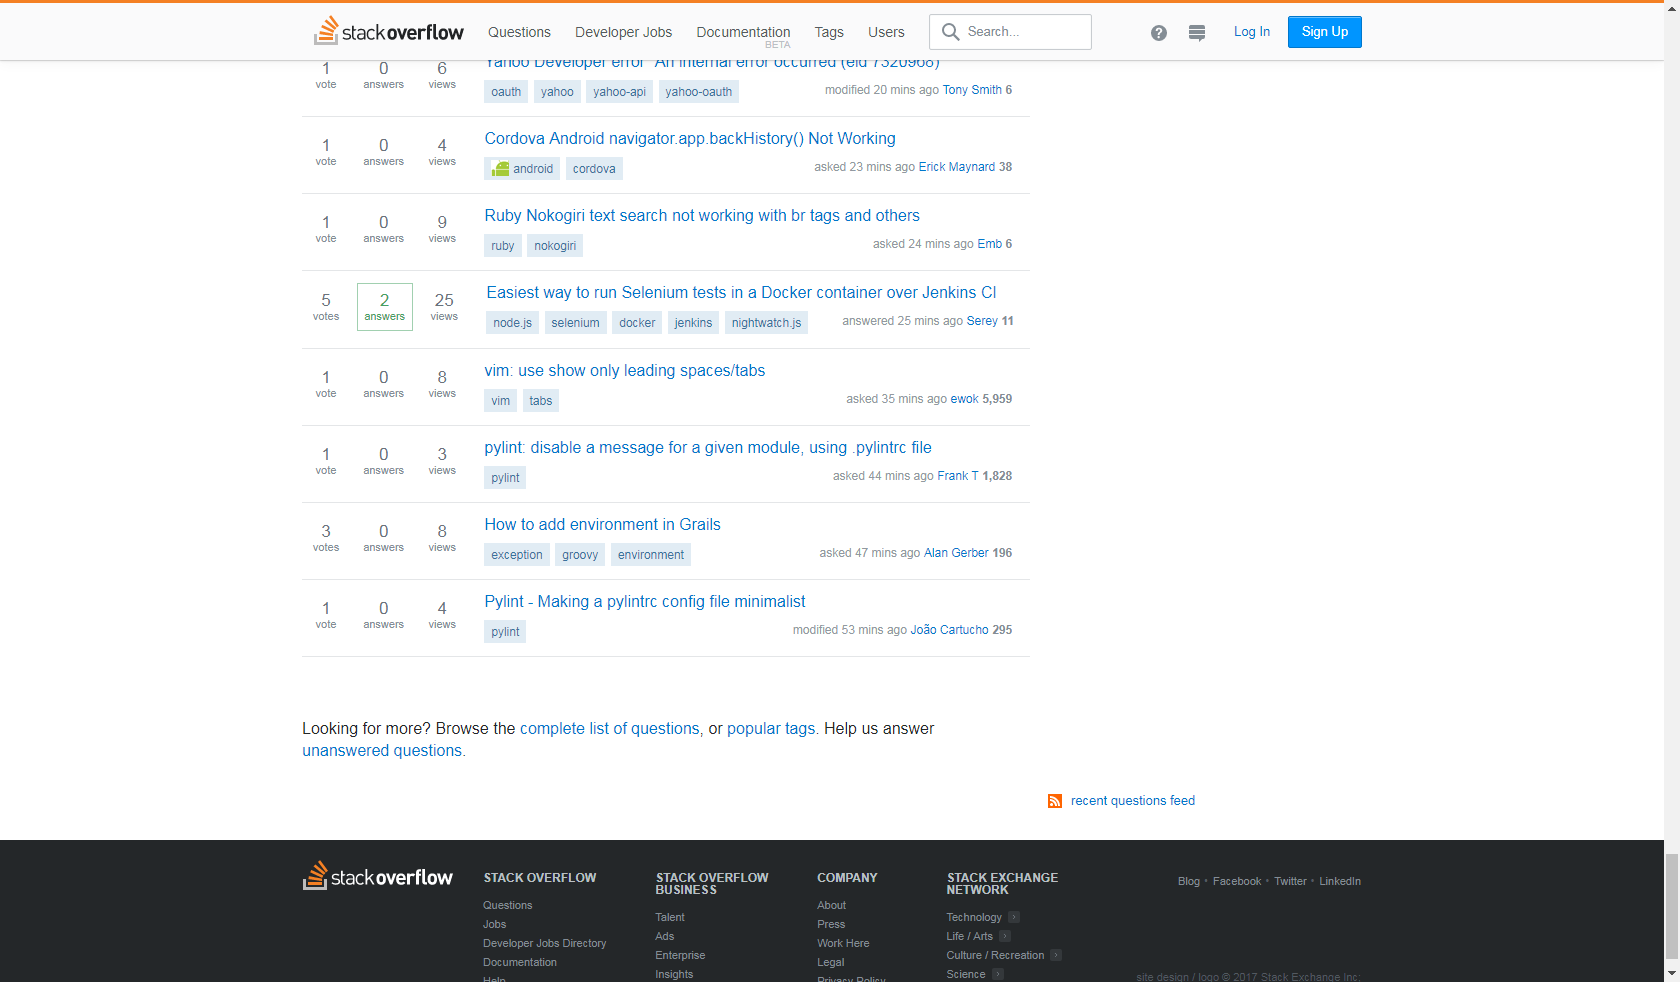 stackoverflow Questions Developer Jobs Documentation BETA Tags Users Search... Log In Sign Up
Yahoo Developer error "An internal error occurred (eid 7320968)
1 vote 0 answers 6 views
oauth yahoo yahoo-api yahoo-oauth
modified 20 mins ago Tony Smith 6
1 vote 0 answers 4 views
Cordova Android navigator.app.backHistory() Not Working
android cordova
asked 23 mins ago Erick Maynard 38
1 vote 0 answers 9 views
Ruby Nokogiri text search not working with br tags and others
ruby nokogiri
asked 24 mins ago Emb 6
5 votes 2 answers 25 views
Easiest way to run Selenium tests in a Docker container over Jenkins CI
node.js selenium docker jenkins nightwatch.js
answered 25 mins ago Serey 11
1 vote 0 answers 8 views
vim: use show only leading spaces/tabs
vim tabs
asked 35 mins ago ewok 5,959
1 vote 0 answers 3 views
pylint: disable a message for a given module, using .pylintrc file
pylint
asked 44 mins ago Frank T 1,828
3 votes 0 answers 8 views
How to add environment in Grails
exception groovy environment
asked 47 mins ago Alan Gerber 196
1 vote 0 answers 4 views
Pylint - Making a pylintrc config file minimalist
pylint
modified 53 mins ago João Cartucho 295
Looking for more? Browse the complete list of questions, or popular tags. Help us answer
unanswered questions.
recent questions feed
stackoverflow
STACK OVERFLOW
Questions
Jobs
Developer Jobs Directory
Documentation
Help
STACK OVERFLOW
BUSINESS
Talent
Ads
Enterprise
Insights
COMPANY
About
Press
Work Here
Legal
Privacy Policy
STACK EXCHANGE
NETWORK
Technology
Life / Arts
Culture / Recreation
Science
Blog • Facebook • Twitter • LinkedIn
site design / logo © 2017 Stack Exchange Inc;